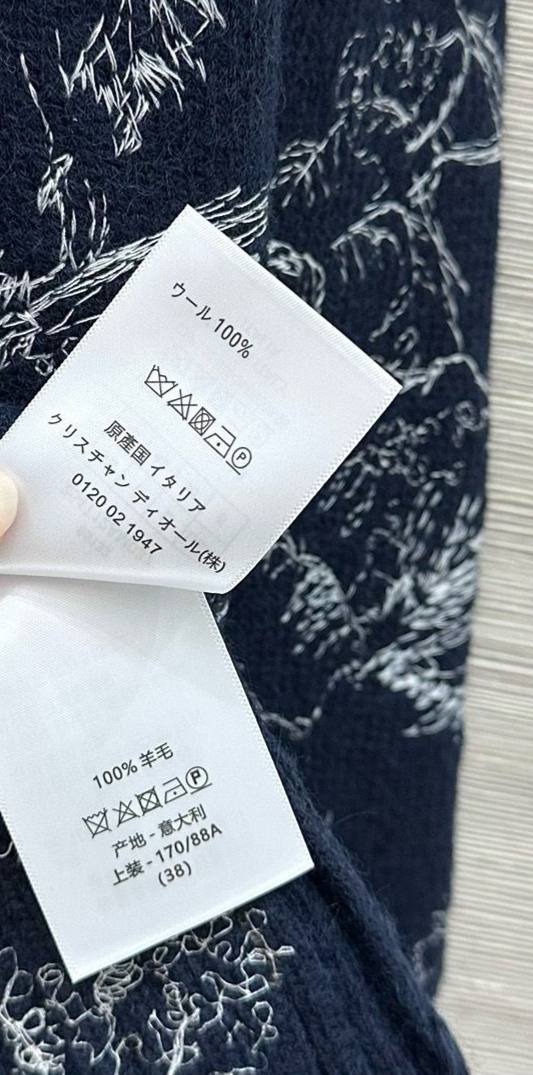 ウール 100%
P
原産国 イタリア
クリスチャン ディオール(株)
0120 02 1947
100% 羊毛
P
产地 - 意大利
上装 - 170/88A
(38)